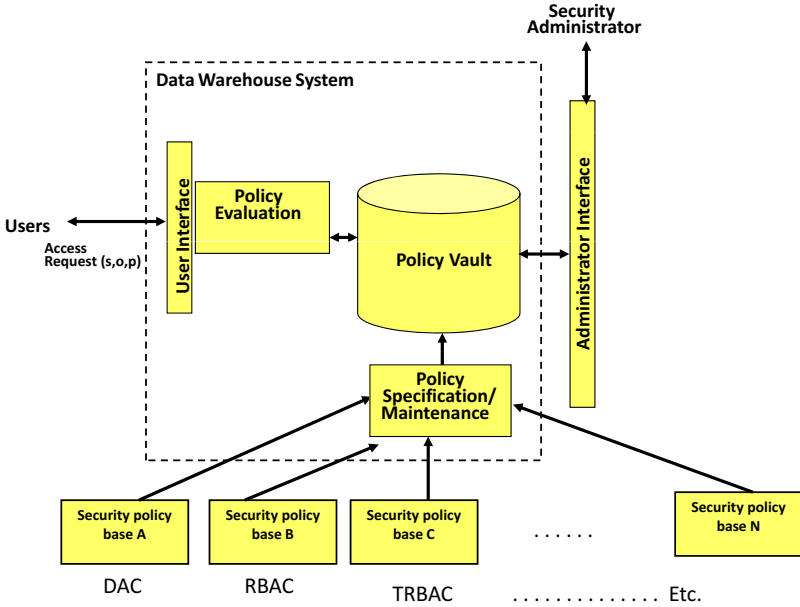 Security
Administrator
Data Warehouse System
User Interface
Policy
Evaluation
Policy Vault
Administrator Interface
Users
Access
Request (s,o,p)
Policy
Specification/
Maintenance
Security policy
base A
Security policy
base B
Security policy
base C
. . . . . .
Security policy
base N
DAC
RBAC
TRBAC
. . . . . . . . . . . . . . Etc.